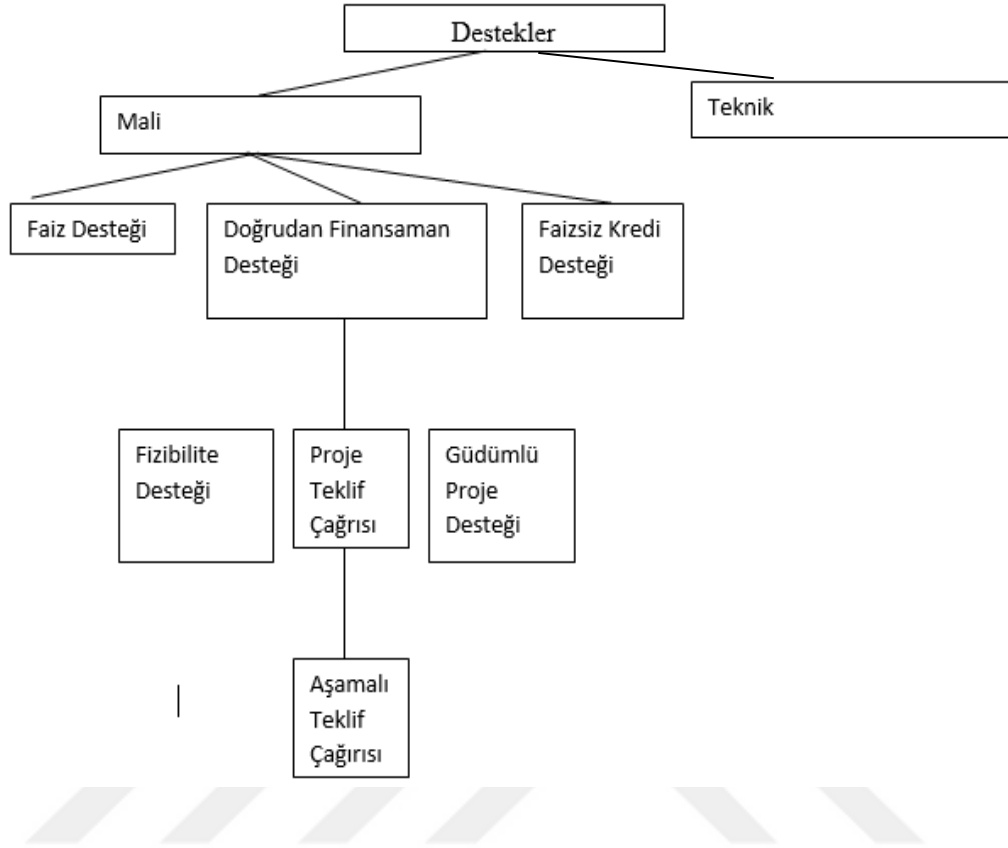 Destekler
Mali
Teknik
Faiz Desteği
Doğrudan Finansaman
Desteği
Faizsiz Kredi
Desteği
Fizibilite
Desteği
Proje
Teklif
Çağrısı
Güdümlü
Proje
Desteği
Aşamalı
Teklif
Çağırısı